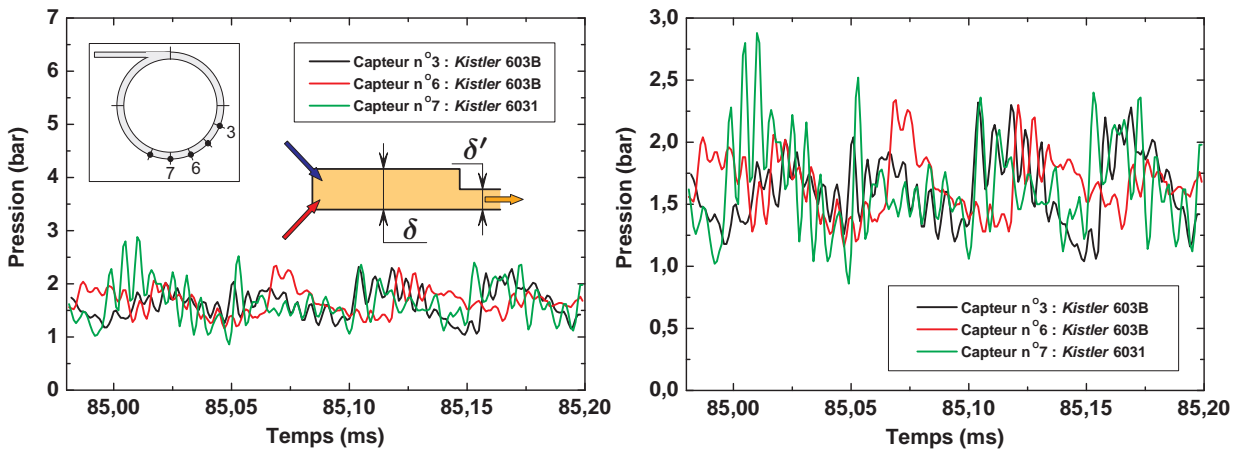 7
6
5
4
3
2
1
0
Pression (bar)
85,00
85,05
85,10
85,15
85,20
Temps (ms)
3
6
7
Capteur n°3 : Kistler 603B
Capteur n°6 : Kistler 603B
Capteur n°7 : Kistler 6031
δ′
δ
3,0
2,5
2,0
1,5
1,0
0,5
0,0
Pression (bar)
85,00
85,05
85,10
85,15
85,20
Temps (ms)
Capteur n°3 : Kistler 603B
Capteur n°6 : Kistler 603B
Capteur n°7 : Kistler 6031